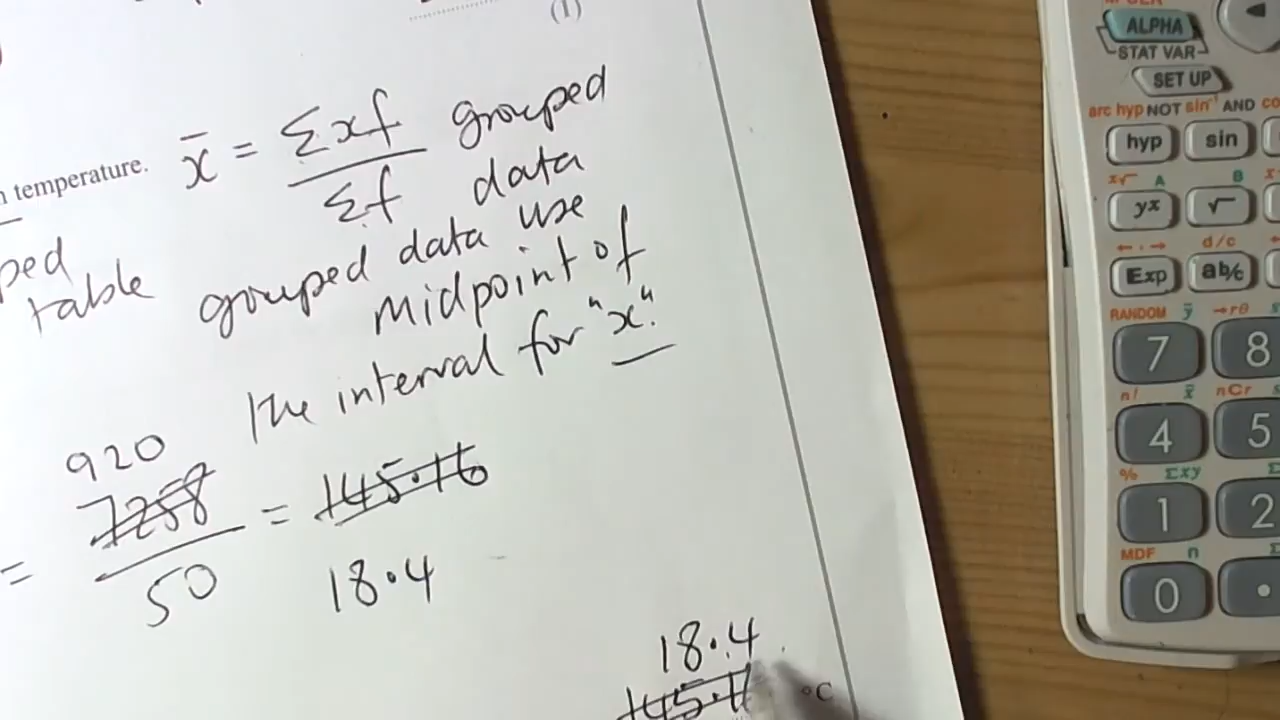 (1)
temperature.
x̄ = Σxf / Σf grouped data
ped table
grouped data use
midpoint of
the interval for "x".
920
= 7258 / 50 = 145.16
18.4
18.4
145.1
°C
ALPHA
STAT VAR
SET UP
arc hyp NOT sin⁻¹ AND co
hyp sin
x√ A B
yx √
d/c
Exp ab/c
RANDOM ȳ →rθ
7 8
n! x̄ nCr
4 5
% Σxy
1 2
MDF n
0 •